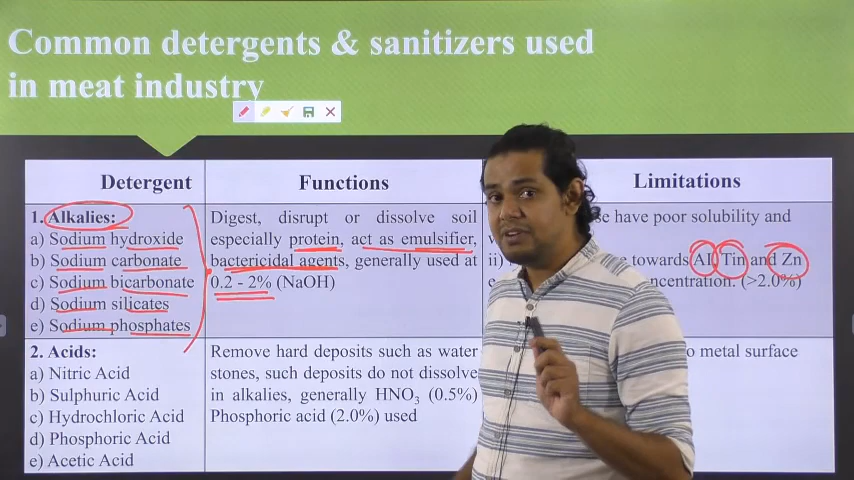 Common detergents & sanitizers used
in meat industry
Detergent
Functions
Limitations
1. Alkalies:
a) Sodium hydroxide
b) Sodium carbonate
c) Sodium bicarbonate
d) Sodium silicates
e) Sodium phosphates
Digest, disrupt or dissolve soil
especially protein, act as emulsifier,
bactericidal agents, generally used at
0.2 - 2% (NaOH)
have poor solubility and
ii) towards Al, Tin and Zn
(>2.0%)
2. Acids:
a) Nitric Acid
b) Sulphuric Acid
c) Hydrochloric Acid
d) Phosphoric Acid
e) Acetic Acid
Remove hard deposits such as water
stones, such deposits do not dissolve
in alkalies, generally HNO₃ (0.5%)
Phosphoric acid (2.0%) used
metal surface